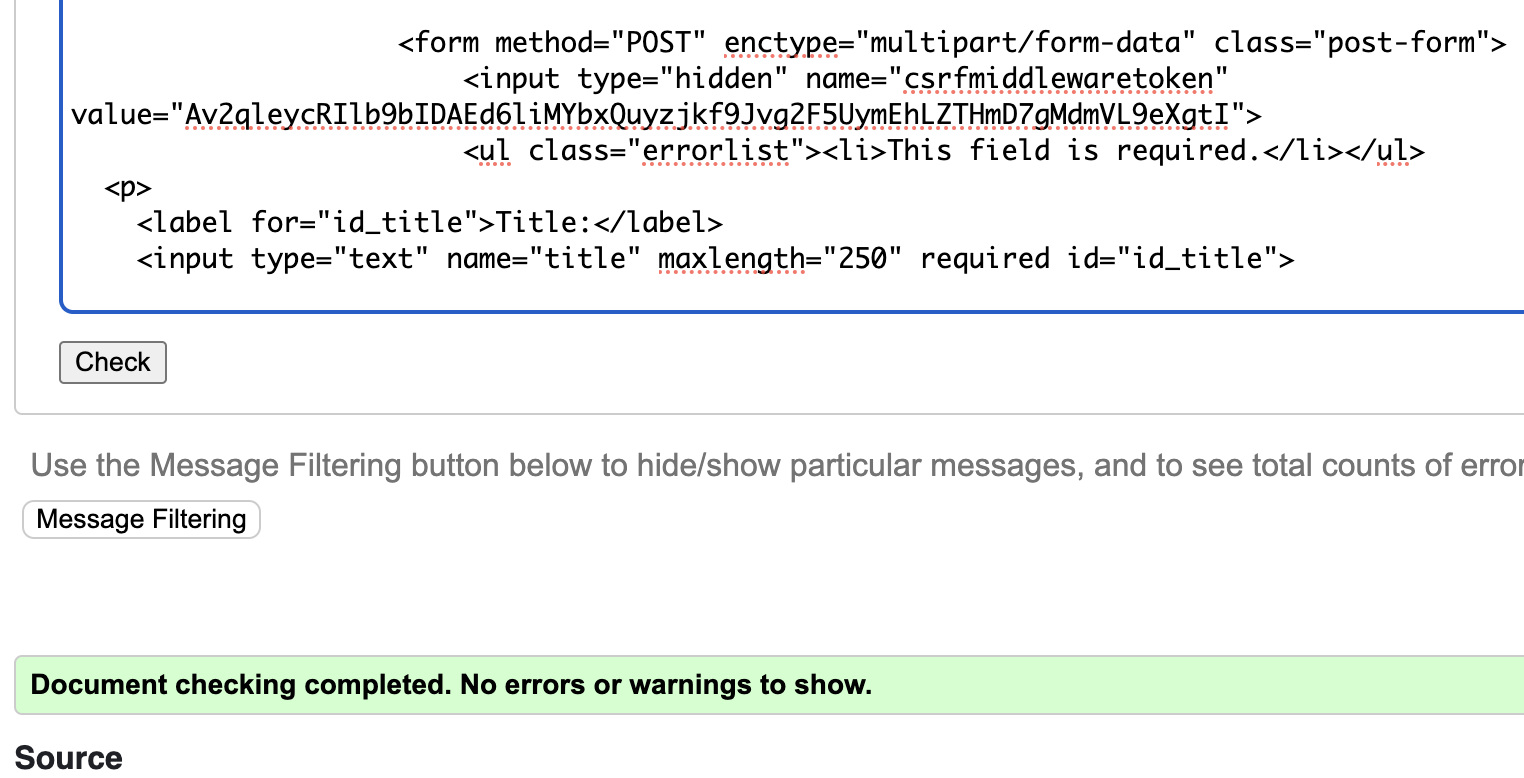 <form method="POST" enctype="multipart/form-data" class="post-form">
<input type="hidden" name="csrfmiddlewaretoken"
value="Av2qleycRIlb9bIDAEd6liMYbxQuyzjkf9Jvg2F5UymEhLZTHmD7gMdmVL9eXgtI">
<ul class="errorlist"><li>This field is required.</li></ul>
<p>
<label for="id_title">Title:</label>
<input type="text" name="title" maxlength="250" required id="id_title">
Check
Use the Message Filtering button below to hide/show particular messages, and to see total counts of error
Message Filtering
Document checking completed. No errors or warnings to show.
Source